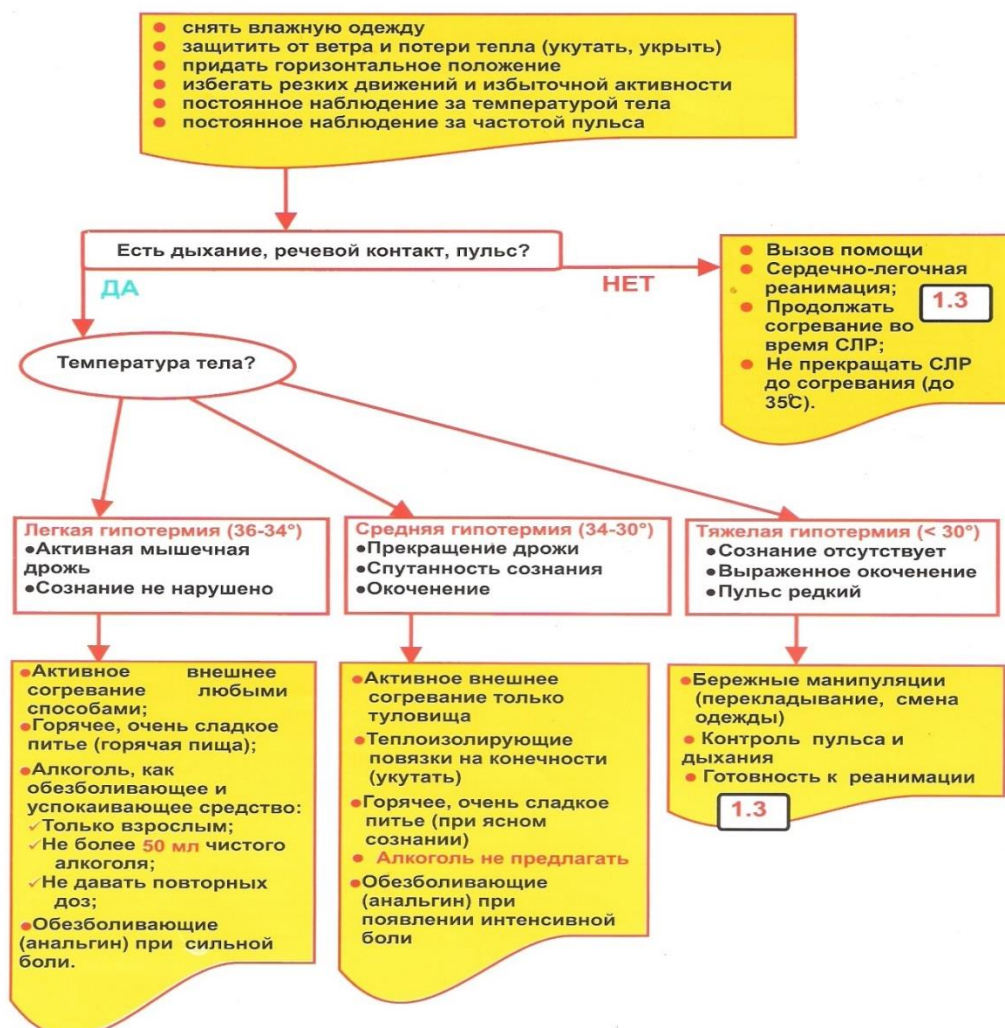 ● снять влажную одежду
● защитить от ветра и потери тепла (укутать, укрыть)
● придать горизонтальное положение
● избегать резких движений и избыточной активности
● постоянное наблюдение за температурой тела
● постоянное наблюдение за частотой пульса
Есть дыхание, речевой контакт, пульс?
ДА
НЕТ
● Вызов помощи
● Сердечно-легочная
реанимация;
1.3
● Продолжать
согревание во
время СЛР;
● Не прекращать СЛР
до согревания (до
35°С).
Температура тела?
Легкая гипотермия (36-34°)
●Активная мышечная
дрожь
●Сознание не нарушено
Средняя гипотермия (34-30°)
●Прекращение дрожи
●Спутанность сознания
●Окоченение
Тяжелая гипотермия (< 30°)
●Сознание отсутствует
●Выраженное окоченение
●Пульс редкий
●Активное внешнее
согревание любыми
способами;
●Горячее, очень сладкое
питье (горячая пища);
●Алкоголь, как
обезболивающее и
успокаивающее средство:
✓Только взрослым;
✓Не более 50 мл чистого
алкоголя;
✓Не давать повторных
доз;
●Обезболивающие
(анальгин) при сильной
боли.
●Активное внешнее
согревание только
туловища
●Теплоизолирующие
повязки на конечности
(укутать)
●Горячее, очень сладкое
питье (при ясном
сознании)
● Алкоголь не предлагать
●Обезболивающие
(анальгин) при
появлении интенсивной
боли
●Бережные манипуляции
(перекладывание, смена
одежды)
● Контроль пульса и
дыхания
● Готовность к реанимации
1.3